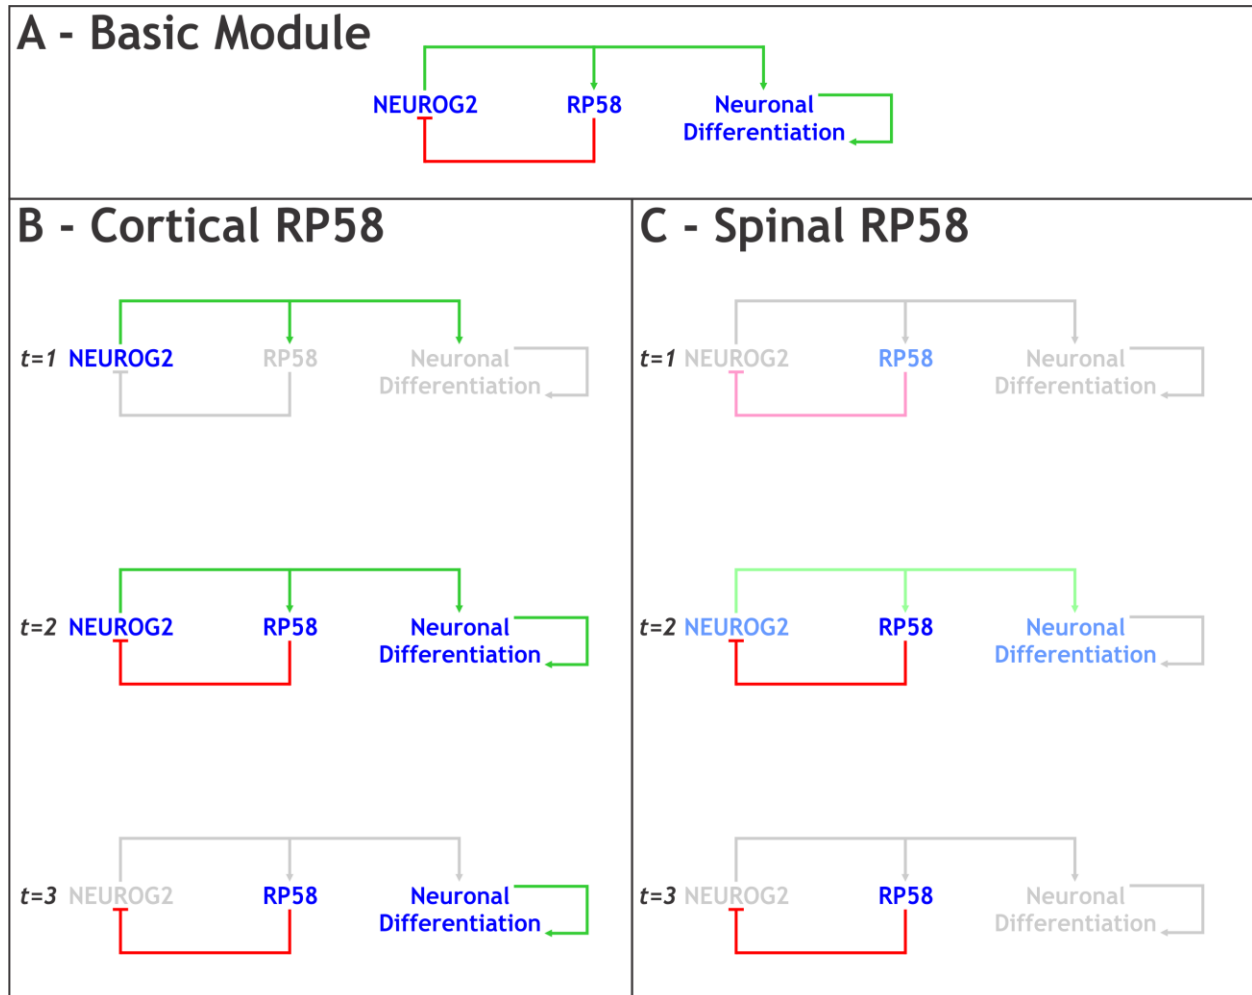 A - Basic Module
NEUROG2 RP58 Neuronal
Differentiation
B - Cortical RP58
t=1 NEUROG2 RP58 Neuronal
Differentiation
t=2 NEUROG2 RP58 Neuronal
Differentiation
t=3 NEUROG2 RP58 Neuronal
Differentiation
C - Spinal RP58
t=1 NEUROG2 RP58 Neuronal
Differentiation
t=2 NEUROG2 RP58 Neuronal
Differentiation
t=3 NEUROG2 RP58 Neuronal
Differentiation